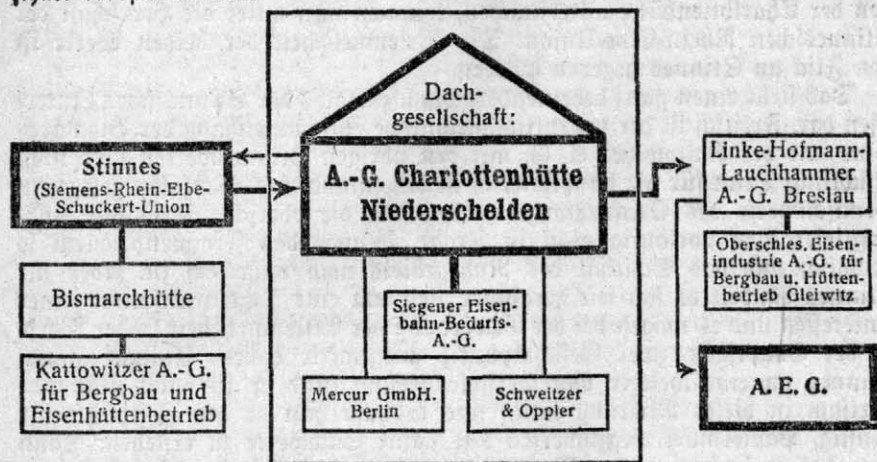 Dach-
gesellschaft:
A.-G. Charlottenhütte
Niederschelden
Stinnes
(Siemens-Rhein-Elbe-
Schuckert-Union)
Bismarckhütte
Kattowitzer A.-G.
für Bergbau und
Eisenhüttenbetrieb
Siegener Eisen-
bahn-Bedarfs-
A.-G.
Mercur GmbH.
Berlin
Schweitzer
& Oppler
Linke-Hofmann-
Lauchhammer
A.-G. Breslau
Oberschles. Eisen-
industrie A.-G. für
Bergbau u. Hütten-
betrieb, Gleiwitz
A. E. G.